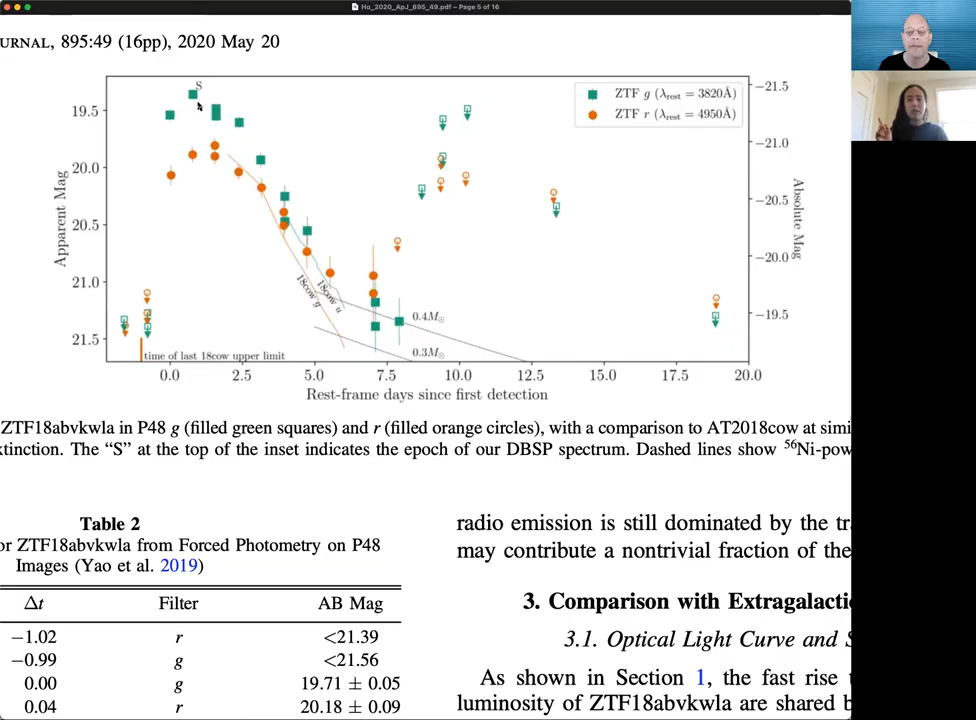 Ho_2020_ApJ_895_49.pdf – Page 5 of 16
URNAL, 895:49 (16pp), 2020 May 20
S
ZTF g (λrest = 3820Å)
ZTF r (λrest = 4950Å)
19.5
20.0
20.5
21.0
21.5
Apparent Mag
−21.5
−21.0
−20.5
−20.0
−19.5
Absolute Mag
18cow g
18cow u
0.4M⊙
0.3M⊙
time of last 18cow upper limit
0.0 2.5 5.0 7.5 10.0 12.5 15.0 17.5 20.0
Rest-frame days since first detection
ZTF18abvkwla in P48 g (filled green squares) and r (filled orange circles), with a comparison to AT2018cow at simi
xtinction. The “S” at the top of the inset indicates the epoch of our DBSP spectrum. Dashed lines show 56Ni-pow
Table 2
or ZTF18abvkwla from Forced Photometry on P48
Images (Yao et al. 2019)
Δt Filter AB Mag
−1.02 r <21.39
−0.99 g <21.56
0.00 g 19.71 ± 0.05
0.04 r 20.18 ± 0.09
radio emission is still dominated by the tr
may contribute a nontrivial fraction of the
3. Comparison with Extragalactic
3.1. Optical Light Curve and S
As shown in Section 1, the fast rise
luminosity of ZTF18abvkwla are shared b